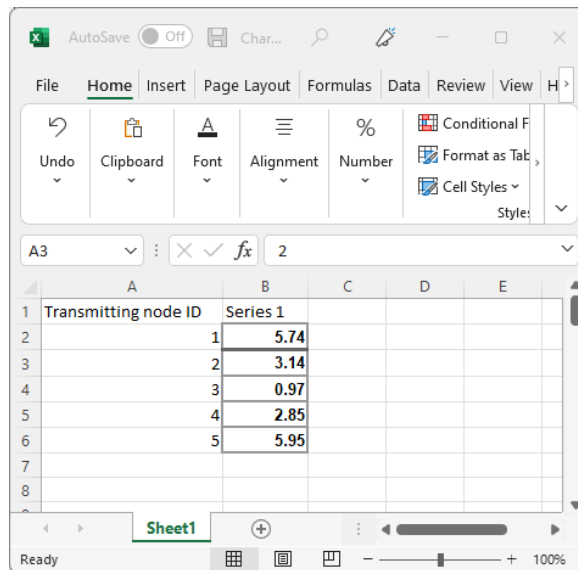 AutoSave Off Char...
File Home Insert Page Layout Formulas Data Review View H
Undo Clipboard Font Alignment Number
Conditional F
Format as Tab
Cell Styles
Styles
A3 fx 2
A B C D E
1 Transmitting node ID Series 1
2 1 5.74
3 2 3.14
4 3 0.97
5 4 2.85
6 5 5.95
7
8
Sheet1
Ready 100%